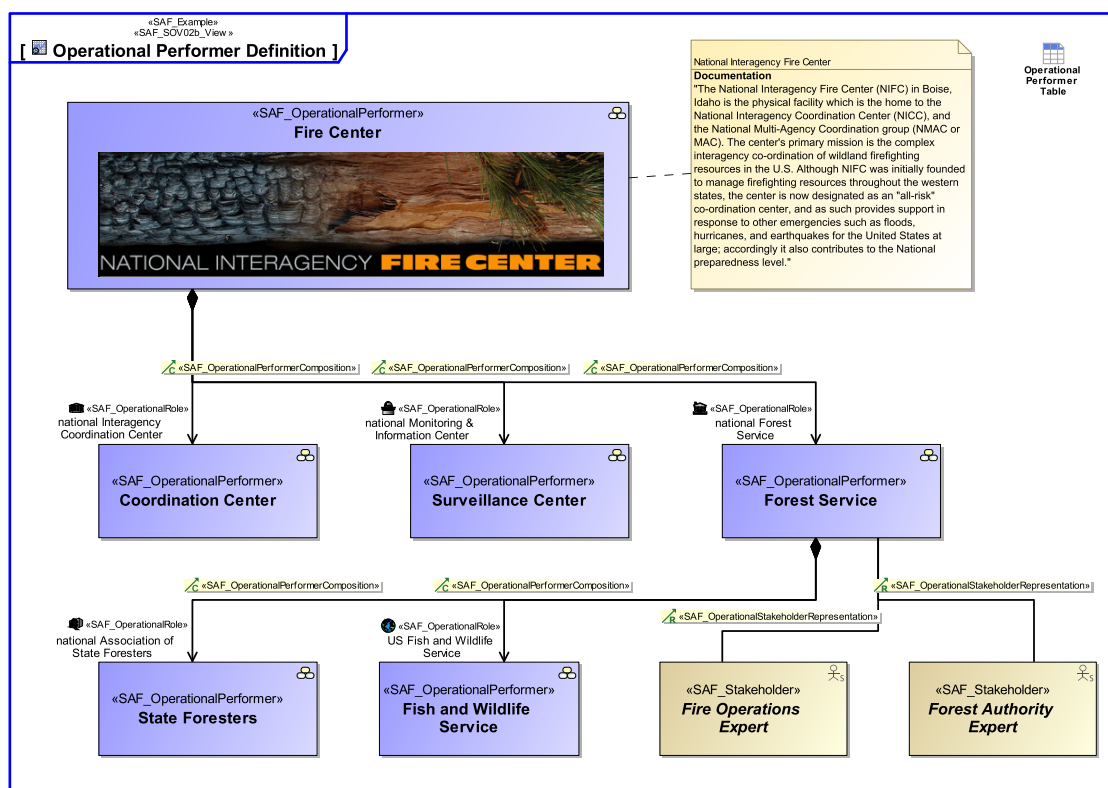 «SAF_Example»
«SAF_SOV02b_View »
[ Operational Performer Definition ]
National Interagency Fire Center
Documentation
"The National Interagency Fire Center (NIFC) in Boise,
Idaho is the physical facility which is the home to the
National Interagency Coordination Center (NICC), and
the National Multi-Agency Coordination group (NMAC or
MAC). The center's primary mission is the complex
interagency co-ordination of wildland firefighting
resources in the U.S. Although NIFC was initially founded
to manage firefighting resources throughout the western
states, the center is now designated as an "all-risk"
co-ordination center, and as such provides support in
response to other emergencies such as floods,
hurricanes, and earthquakes for the United States at
large; accordingly it also contributes to the National
preparedness level."
Operational
Performer
Table
«SAF_OperationalPerformer»
Fire Center
NATIONAL INTERAGENCY FIRE CENTER
C «SAF_OperationalPerformerComposition»
C «SAF_OperationalPerformerComposition»
C «SAF_OperationalPerformerComposition»
«SAF_OperationalRole»
national Interagency
Coordination Center
«SAF_OperationalRole»
national Monitoring &
Information Center
«SAF_OperationalRole»
national Forest
Service
«SAF_OperationalPerformer»
Coordination Center
«SAF_OperationalPerformer»
Surveillance Center
«SAF_OperationalPerformer»
Forest Service
C «SAF_OperationalPerformerComposition»
C «SAF_OperationalPerformerComposition»
R «SAF_OperationalStakeholderRepresentation»
R «SAF_OperationalStakeholderRepresentation»
«SAF_OperationalRole»
national Association of
State Foresters
«SAF_OperationalRole»
US Fish and Wildlife
Service
«SAF_OperationalPerformer»
State Foresters
«SAF_OperationalPerformer»
Fish and Wildlife
Service
S
«SAF_Stakeholder»
Fire Operations
Expert
S
«SAF_Stakeholder»
Forest Authority
Expert